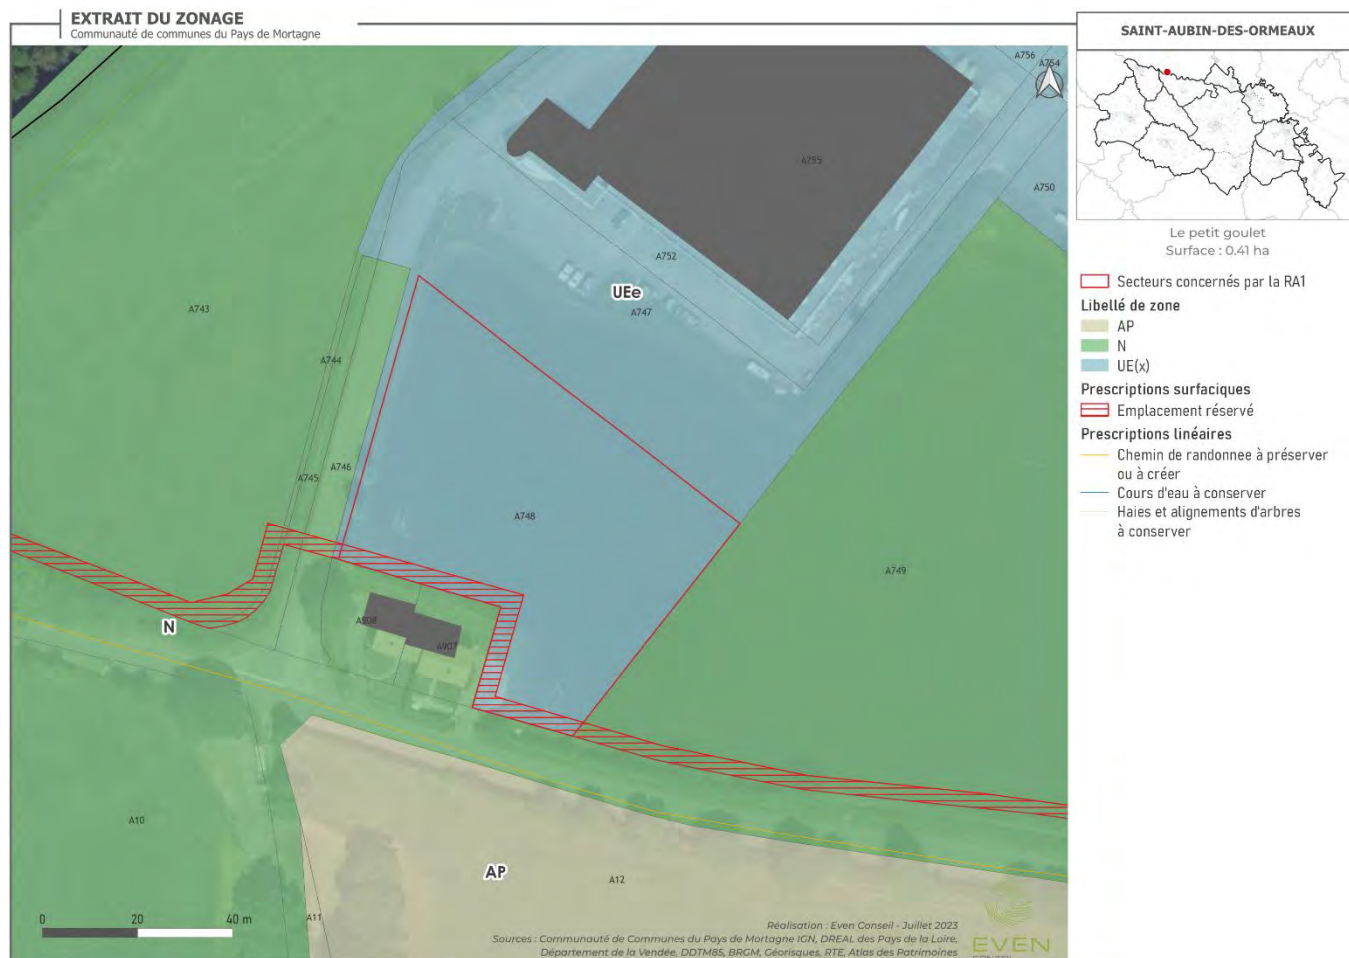 EXTRAIT DU ZONAGE
Communauté de communes du Pays de Mortagne
SAINT-AUBIN-DES-ORMEAUX
Le petit goulet
Surface : 0.41 ha
Secteurs concernés par la RA1
Libellé de zone
AP
N
UE(x)
Prescriptions surfaciques
Emplacement réservé
Prescriptions linéaires
Chemin de randonnee à préserver
ou à créer
Cours d'eau à conserver
Haies et alignements d'arbres
à conserver
A756
A754
A755
A750
A752
UEe
A747
A743
A744
A746
A745
A748
A749
N
A908
A907
A10
AP
A12
A11
0 20 40 m
Réalisation : Even Conseil - Juillet 2023
Sources : Communauté de Communes du Pays de Mortagne IGN, DREAL des Pays de la Loire,
Département de la Vendée, DDTM85, BRGM, Géorisques, RTE, Atlas des Patrimoines
EVEN